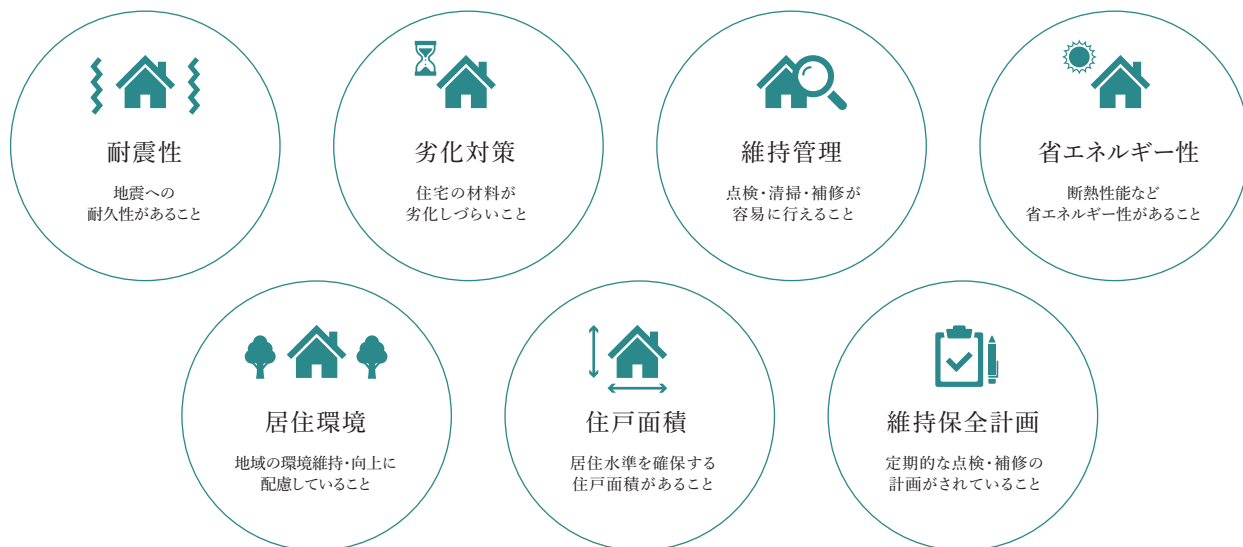 耐震性
地震への
耐久性があること
劣化対策
住宅の材料が
劣化しづらいこと
維持管理
点検・清掃・補修が
容易に行えること
省エネルギー性
断熱性能など
省エネルギー性があること
居住環境
地域の環境維持・向上に
配慮していること
住戸面積
居住水準を確保する
住戸面積があること
維持保全計画
定期的な点検・補修の
計画がされていること